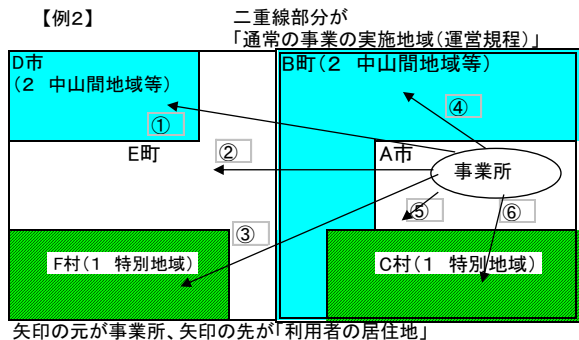 【例2】
二重線部分が
「通常の事業の実施地域(運営規程)」
D市
(2 中山間地域等)
B町(2 中山間地域等)
①
④
E町
②
A市
事業所
⑤
⑥
③
F村(1 特別地域)
C村(1 特別地域)
矢印の元が事業所、矢印の先が「利用者の居住地」